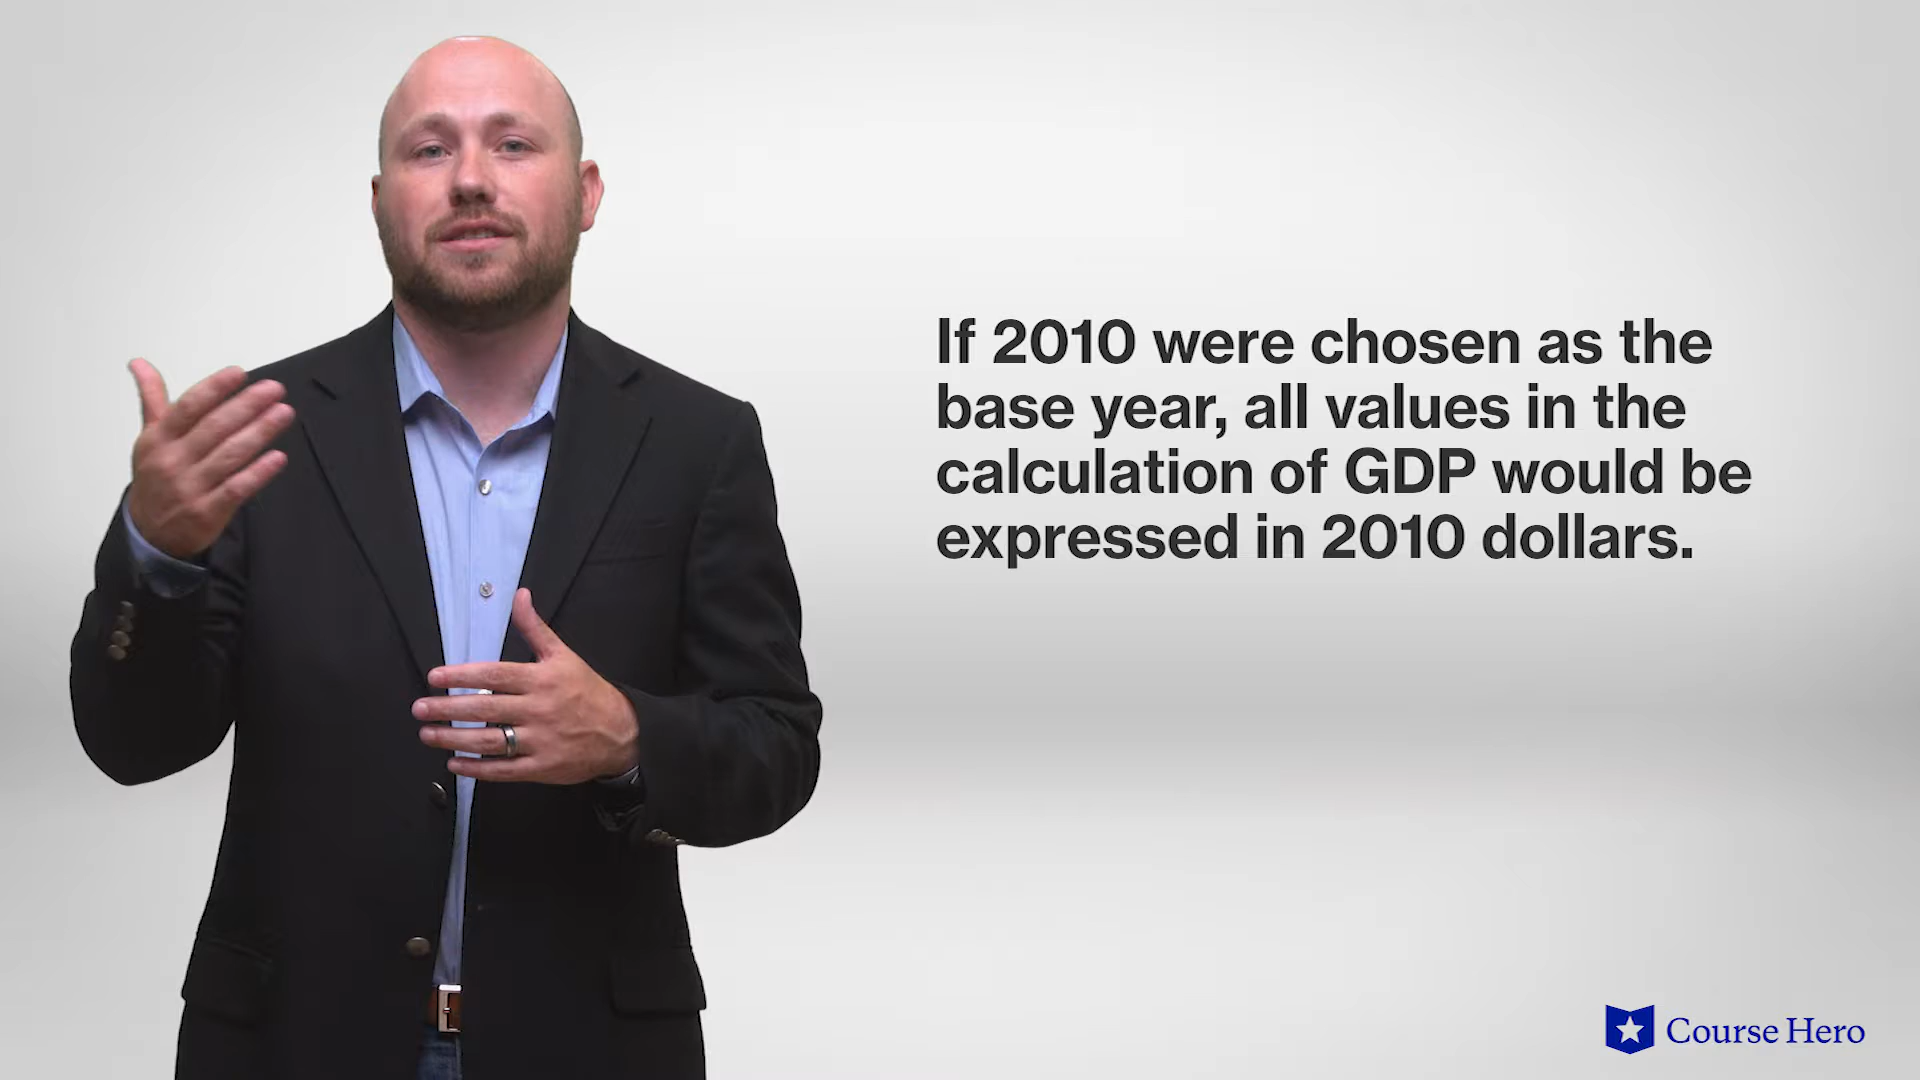 If 2010 were chosen as the
base year, all values in the
calculation of GDP would be
expressed in 2010 dollars.
Course Hero